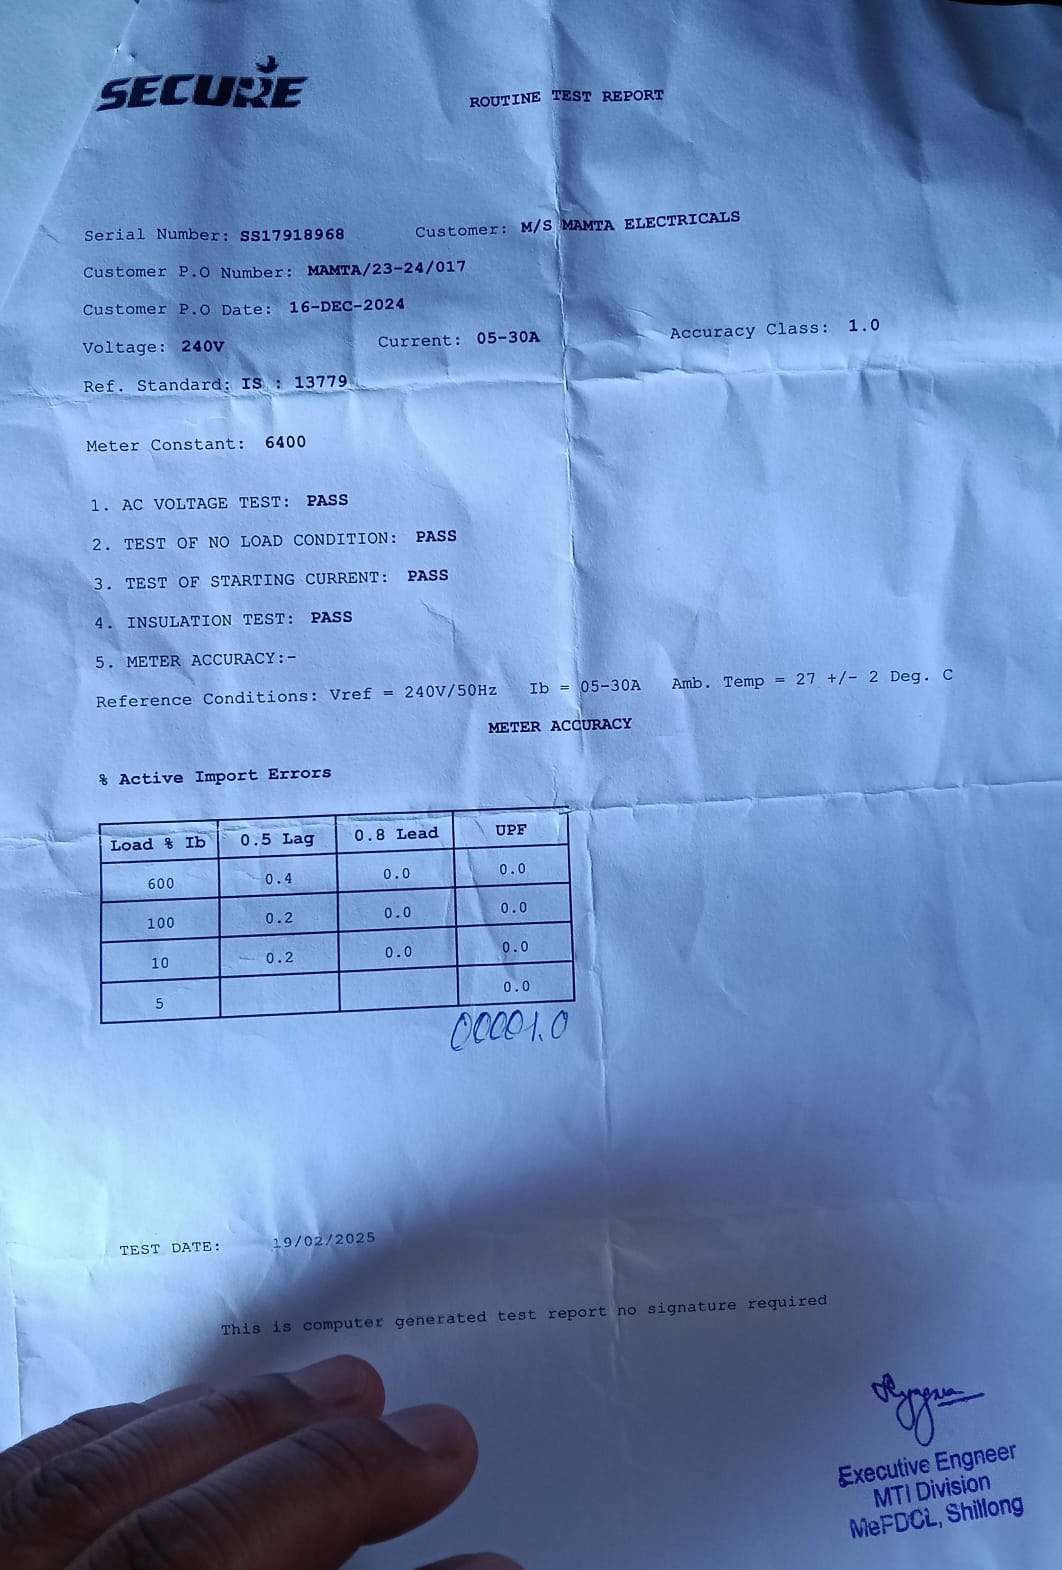 SECURE
ROUTINE TEST REPORT
Serial Number: SS17918968 Customer: M/S MAMTA ELECTRICALS
Customer P.O Number: MAMTA/23-24/017
Customer P.O Date: 16-DEC-2024
Voltage: 240V Current: 05-30A Accuracy Class: 1.0
Ref. Standard: IS : 13779
Meter Constant: 6400
1. AC VOLTAGE TEST: PASS
2. TEST OF NO LOAD CONDITION: PASS
3. TEST OF STARTING CURRENT: PASS
4. INSULATION TEST: PASS
5. METER ACCURACY:-
Reference Conditions: Vref = 240V/50Hz Ib = 05-30A Amb. Temp = 27 +/- 2 Deg. C
METER ACCURACY
% Active Import Errors
Load % Ib 0.5 Lag 0.8 Lead UPF
600 0.4 0.0 0.0
100 0.2 0.0 0.0
10 0.2 0.0 0.0
5 0.0
00001.0
TEST DATE: 19/02/2025
This is computer generated test report no signature required
Executive Engneer
MTI Division
MePDCL, Shillong